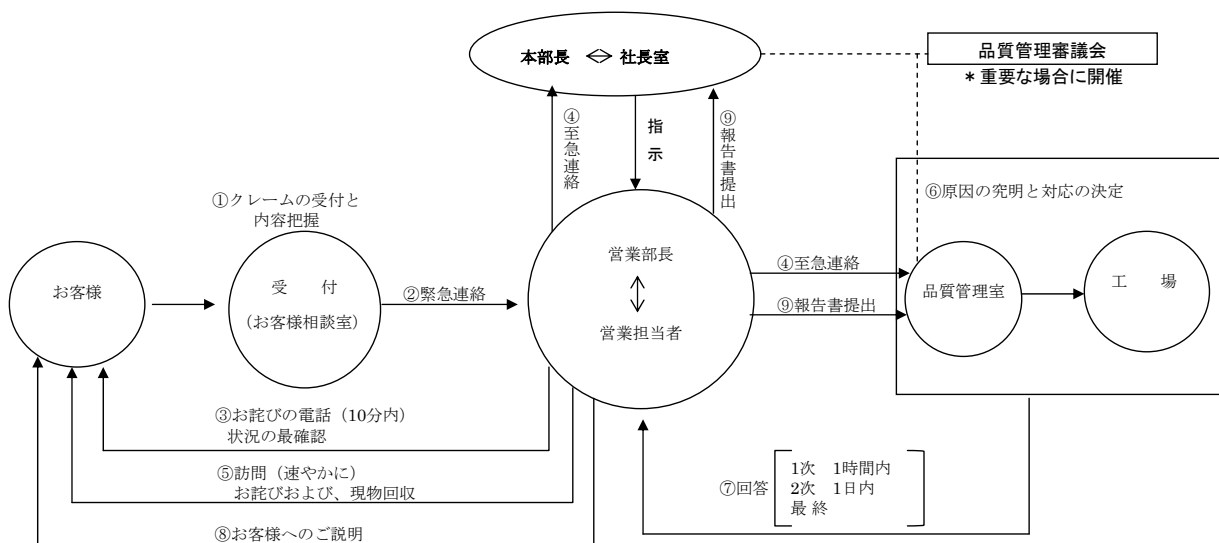 本部長 ⇔ 社長室
品質管理審議会
＊重要な場合に開催
④至急連絡
指示
⑨報告書提出
①クレームの受付と
内容把握
⑥原因の究明と対応の決定
お客様
受　付
（お客様相談室）
②緊急連絡
営業部長
営業担当者
④至急連絡
⑨報告書提出
品質管理室
工　場
③お詫びの電話（10分内）
状況の最確認
⑤訪問（速やかに）
お詫びおよび、現物回収
⑦回答
1次　1時間内
2次　1日内
最 終
⑧お客様へのご説明